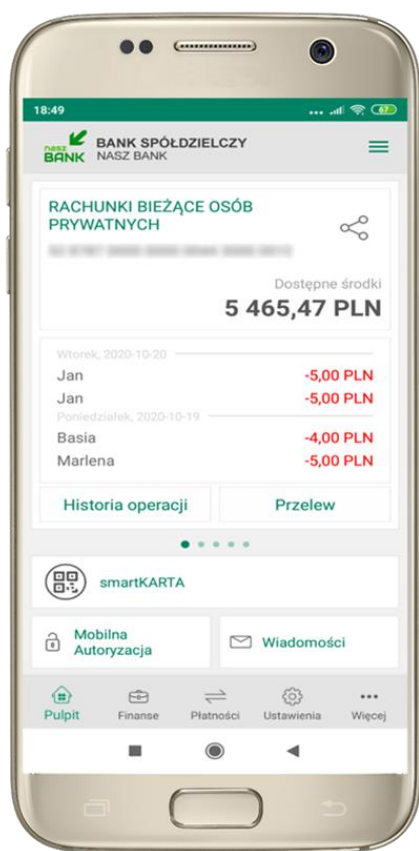 18:49
67
nasz BANK
BANK SPÓŁDZIELCZY
NASZ BANK
RACHUNKI BIEŻĄCE OSÓB
PRYWATNYCH
Dostępne środki
5 465,47 PLN
Wtorek, 2020-10-20
Jan -5,00 PLN
Jan -5,00 PLN
Poniedziałek, 2020-10-19
Basia -4,00 PLN
Marlena -5,00 PLN
Historia operacji Przelew
smartKARTA
Mobilna
Autoryzacja
Wiadomości
Pulpit Finanse Płatności Ustawienia Więcej